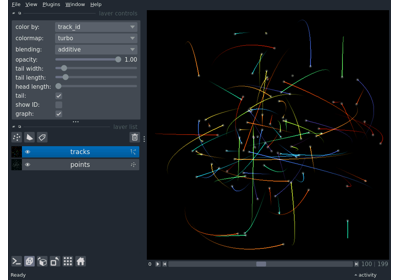 File View Plugins Window Help
layer controls
color by: track_id
colormap: turbo
blending: additive
opacity: 1.00
tail width:
tail length:
head length:
tail:
show ID:
graph:
layer list
tracks
points
100 | 199
Ready
activity